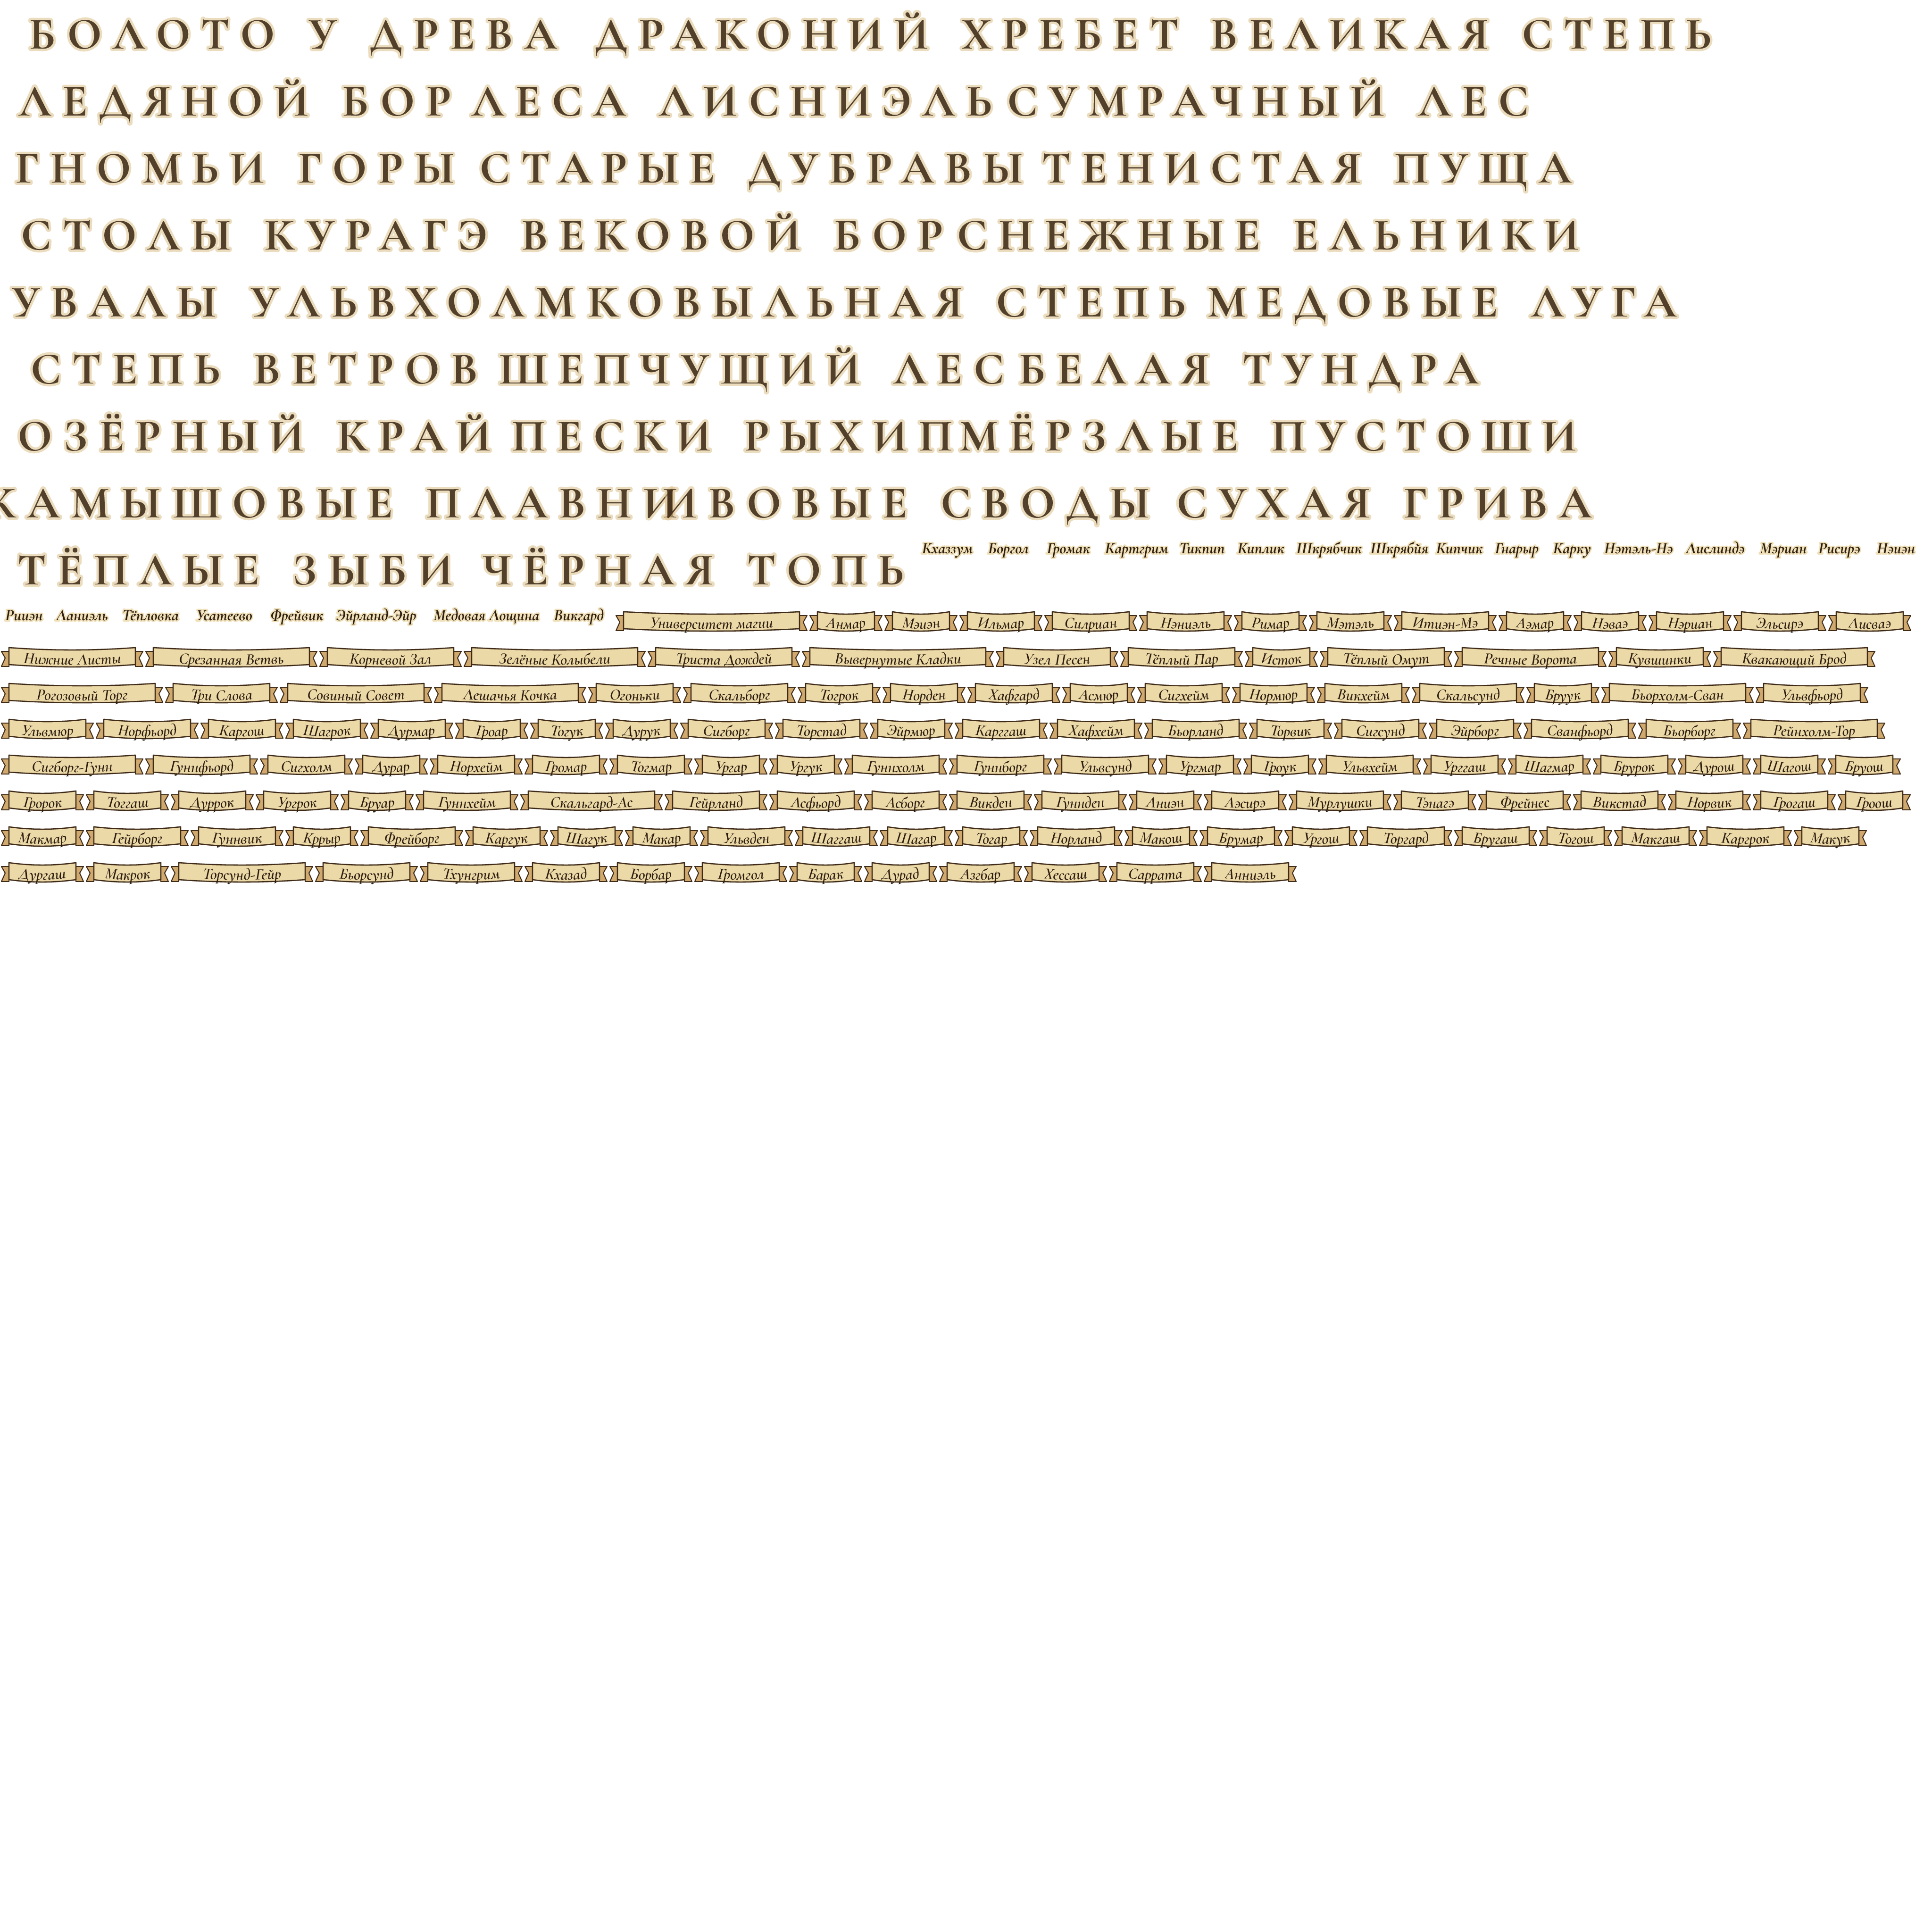 БОЛОТО У ДРЕВА ДРАКОНИЙ ХРЕБЕТ ВЕЛИКАЯ СТЕПЬ
ЛЕДЯНОЙ БОР ЛЕСА ЛИСНИЭЛЬ СУМРАЧНЫЙ ЛЕС
ГНОМЬИ ГОРЫ СТАРЫЕ ДУБРАВЫ ТЕНИСТАЯ ПУЩА
СТОЛЫ КУРАГЭ ВЕКОВОЙ БОР СНЕЖНЫЕ ЕЛЬНИКИ
УВАЛЫ УЛЬВХОЛМ КОВЫЛЬНАЯ СТЕПЬ МЕДОВЫЕ ЛУГА
СТЕПЬ ВЕТРОВ ШЕПЧУЩИЙ ЛЕС БЕЛАЯ ТУНДРА
ОЗЁРНЫЙ КРАЙ ПЕСКИ РЫХИП МЁРЗЛЫЕ ПУСТОШИ
КАМЫШОВЫЕ ПЛАВНИ ИВОВЫЕ СВОДЫ СУХАЯ ГРИВА
ТЁПЛЫЕ ЗЫБИ ЧЁРНАЯ ТОПЬ Кхаззум Боргол Громак Картгрим Тикпип Киплик Шкрябчик Шкрябйя Кипчик Гнарыр Карку Нэтэль-Нэ Лислиндэ Мэриан Рисирэ Нэиэн
Рииэн Ланиэль Тёпловка Усатеево Фрейвик Эйрланд-Эйр Медовая Лощина Викгард Университет магии Анмар Мэиэн Ильмар Силриан Нэниэль Римар Мэтэль Итиэн-Мэ Аэмар Нэваэ Нэриан Эльсирэ Лисваэ
Нижние Листы Срезанная Ветвь Корневой Зал Зелёные Колыбели Триста Дождей Вывернутые Кладки Узел Песен Тёплый Пар Исток Тёплый Омут Речные Ворота Кувшинки Квакающий Брод
Рогозовый Торг Три Слова Совиный Совет Лешачья Кочка Огоньки Скальборг Тогрок Норден Хафгард Асмюр Сигхейм Нормюр Викхейм Скальсунд Бруук Бьорхолм-Сван Ульвфьорд
Ульвмюр Норфьорд Каргош Шагрок Дурмар Гроар Тогук Дурук Сигборг Торстад Эйрмюр Карггаш Хафхейм Бьорланд Торвик Сигсунд Эйрборг Сванфьорд Бьорборг Рейнхолм-Тор
Сигборг-Гунн Гуннфьорд Сигхолм Дурар Норхейм Громар Тогмар Ургар Ургук Гуннхолм Гуннборг Ульвсунд Ургмар Гроук Ульвхейм Урггаш Шагмар Брурок Дурош Шагош Бруош
Гророк Тоггаш Дуррок Ургрок Бруар Гуннхейм Скальгард-Ас Гейрланд Асфьорд Асборг Викден Гуннден Аниэн Аэсирэ Мурлушки Тэнагэ Фрейнес Викстад Норвик Грогаш Гроош
Макмар Гейрборг Гуннвик Кррыр Фрейборг Каргук Шагук Макар Ульвден Шаггаш Шагар Тогар Норланд Макош Брумар Ургош Торгард Бругаш Тогош Макгаш Каргрок Макук
Дургаш Макрок Торсунд-Гейр Бьорсунд Тхунгрим Кхазад Борбар Громгол Барак Дурад Азгбар Хессаш Саррата Анниэль